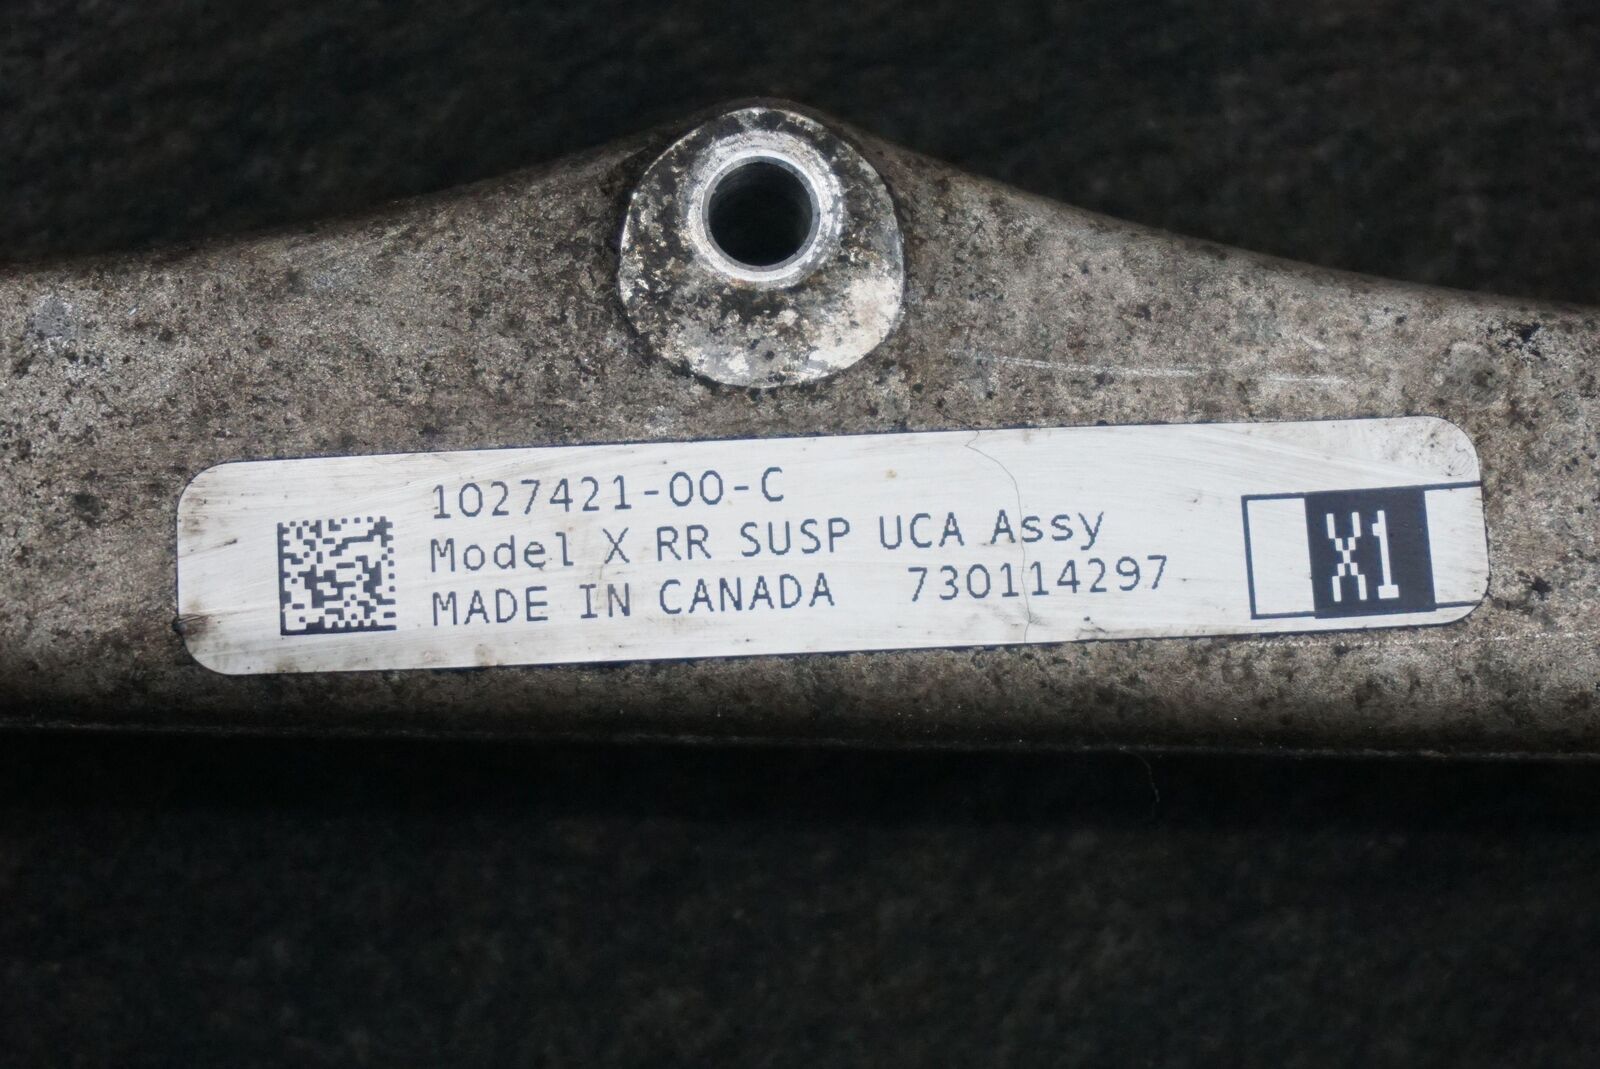 1027421-00-C
Model X RR SUSP UCA Assy
MADE IN CANADA 730114297
X1